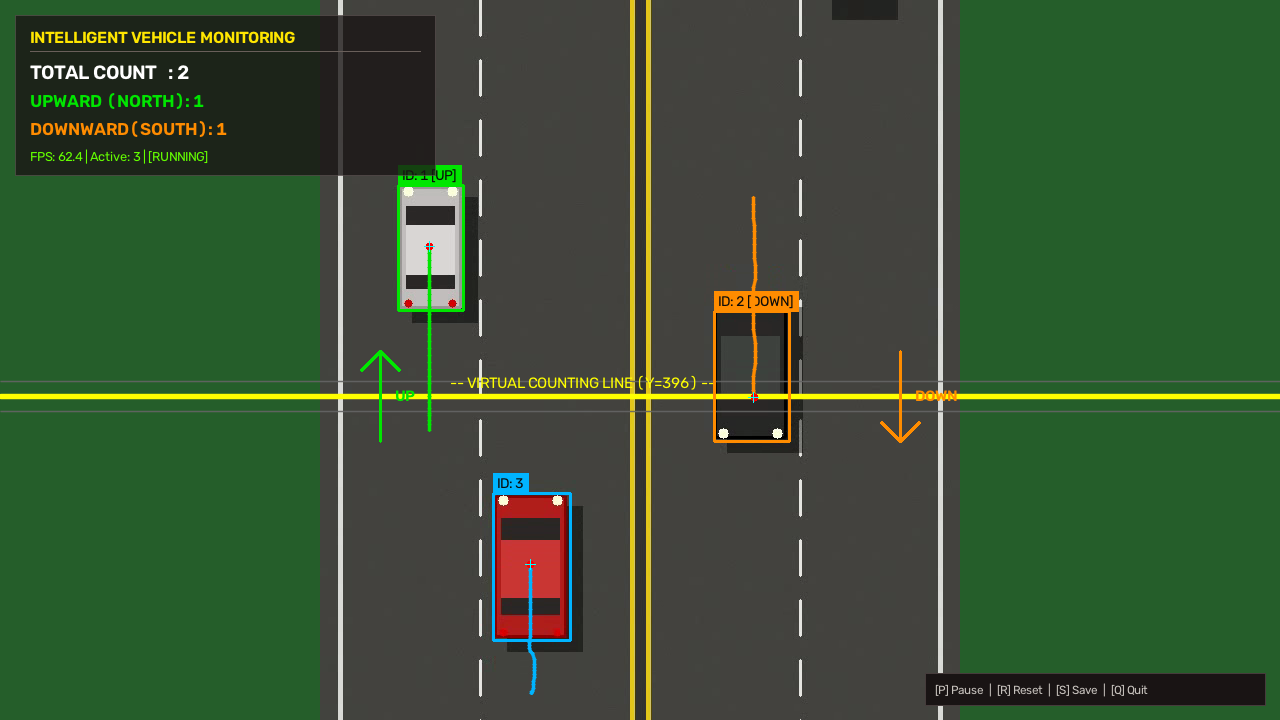 INTELLIGENT VEHICLE MONITORING
TOTAL COUNT : 2
UPWARD (NORTH): 1
DOWNWARD(SOUTH): 1
FPS: 62.4 | Active: 3 | [RUNNING]
ID: 1 [UP]
ID: 2 [DOWN]
-- VIRTUAL COUNTING LINE (Y=396) --
UP
DOWN
ID: 3
[P] Pause | [R] Reset | [S] Save | [Q] Quit